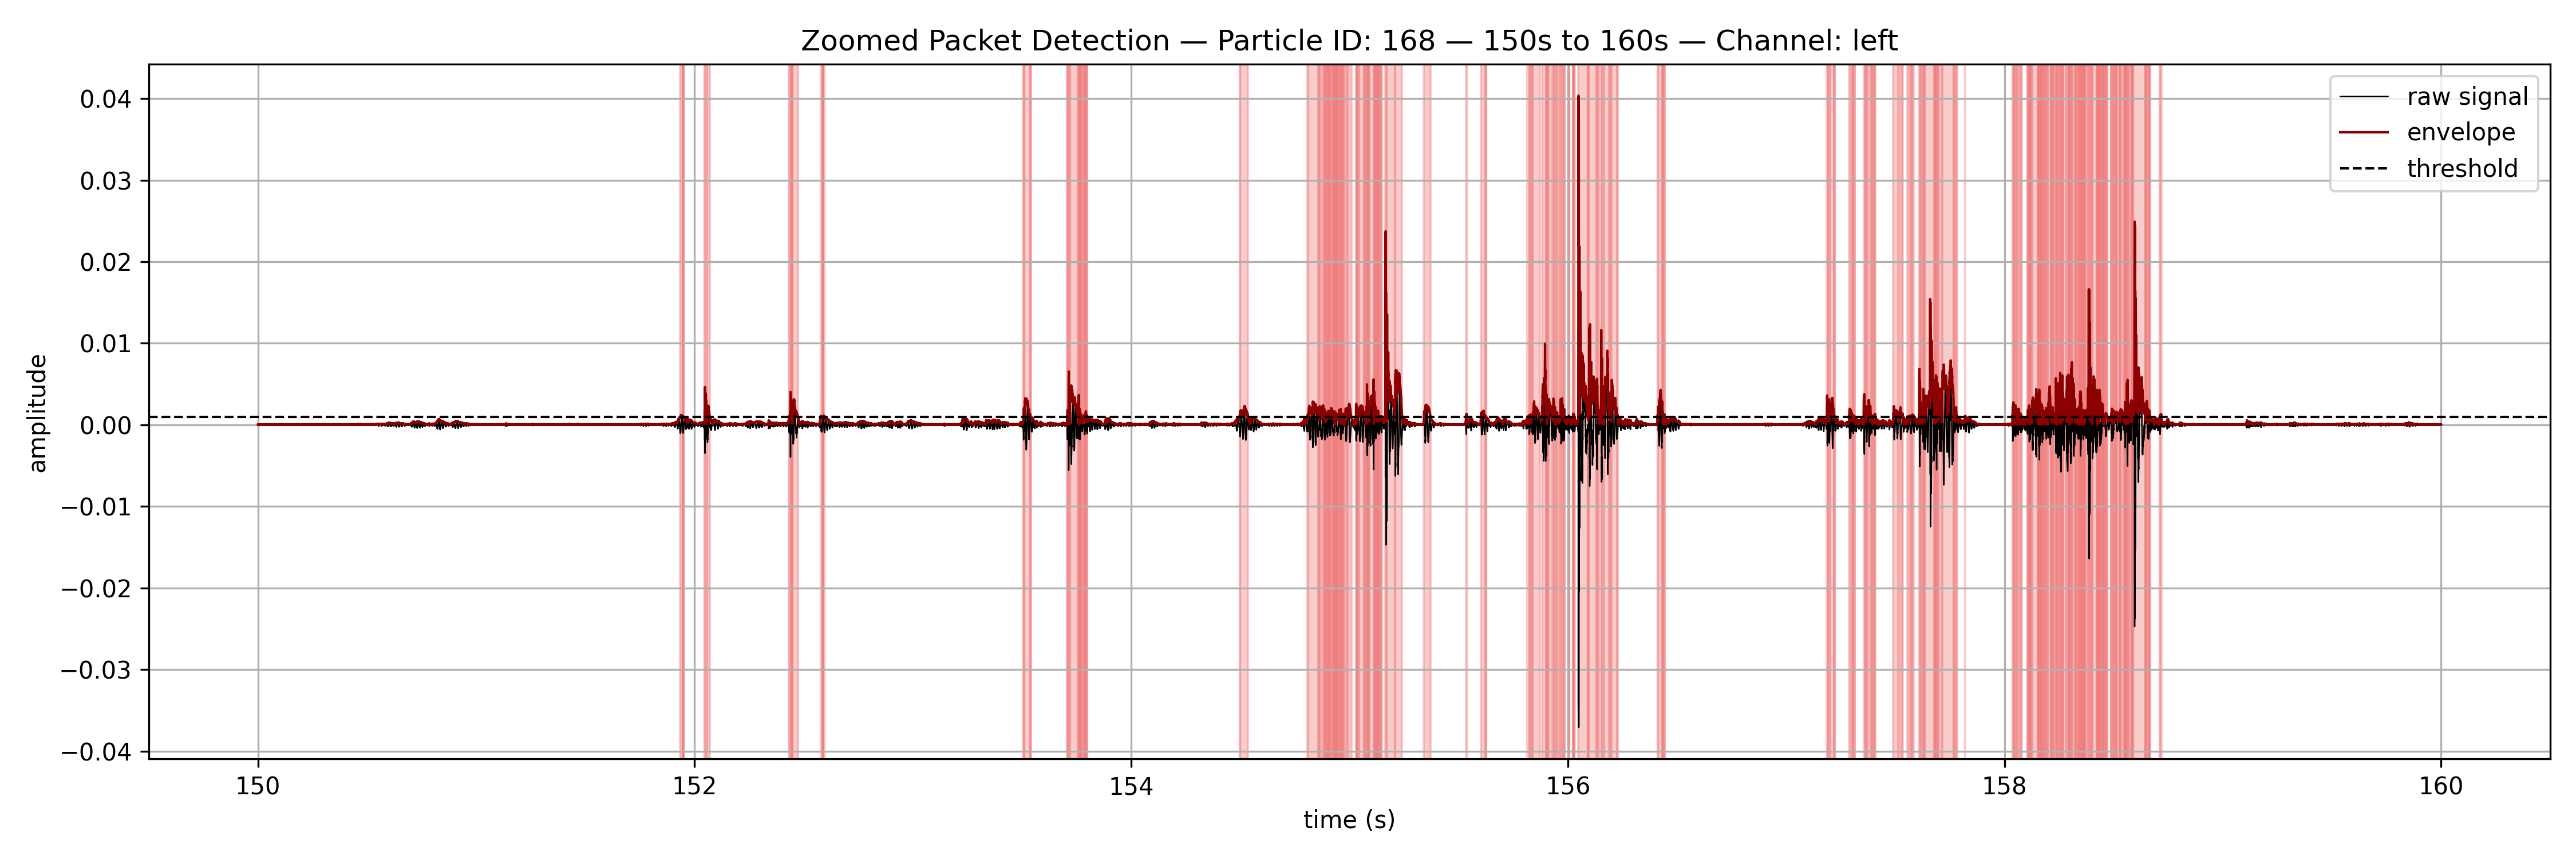 Zoomed Packet Detection — Particle ID: 168 — 150s to 160s — Channel: left
raw signal
envelope
threshold
amplitude
0.04
0.03
0.02
0.01
0.00
−0.01
−0.02
−0.03
−0.04
150 152 154 156 158 160
time (s)